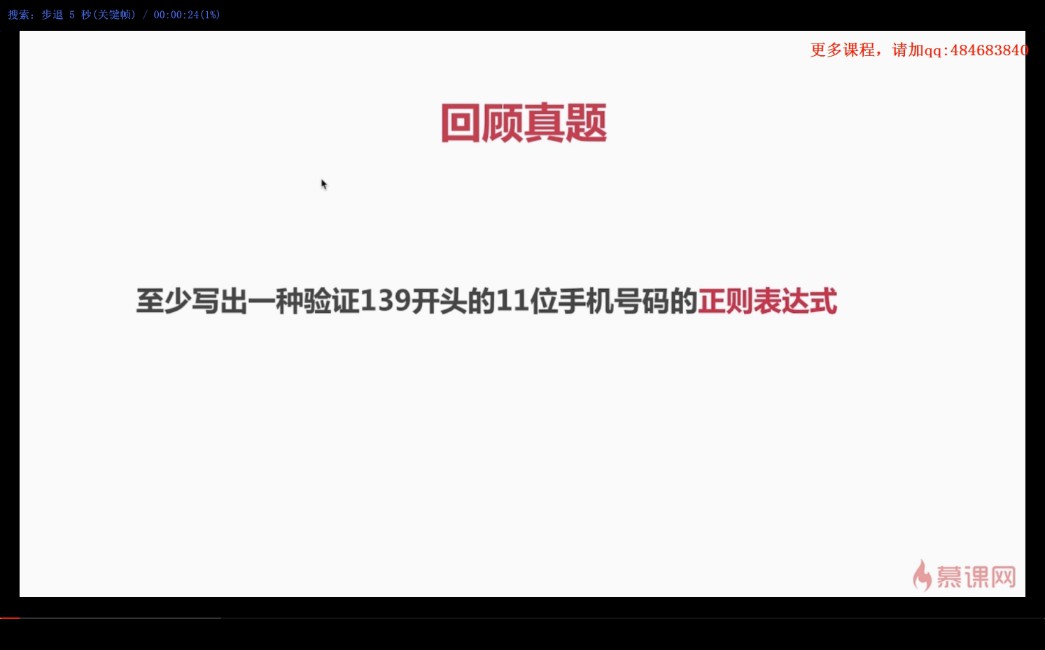 搜索: 步退 5 秒(关键帧) / 00:00:24(1%)
更多课程，请加qq:484683840
回顾真题
至少写出一种验证139开头的11位手机号码的正则表达式
慕课网